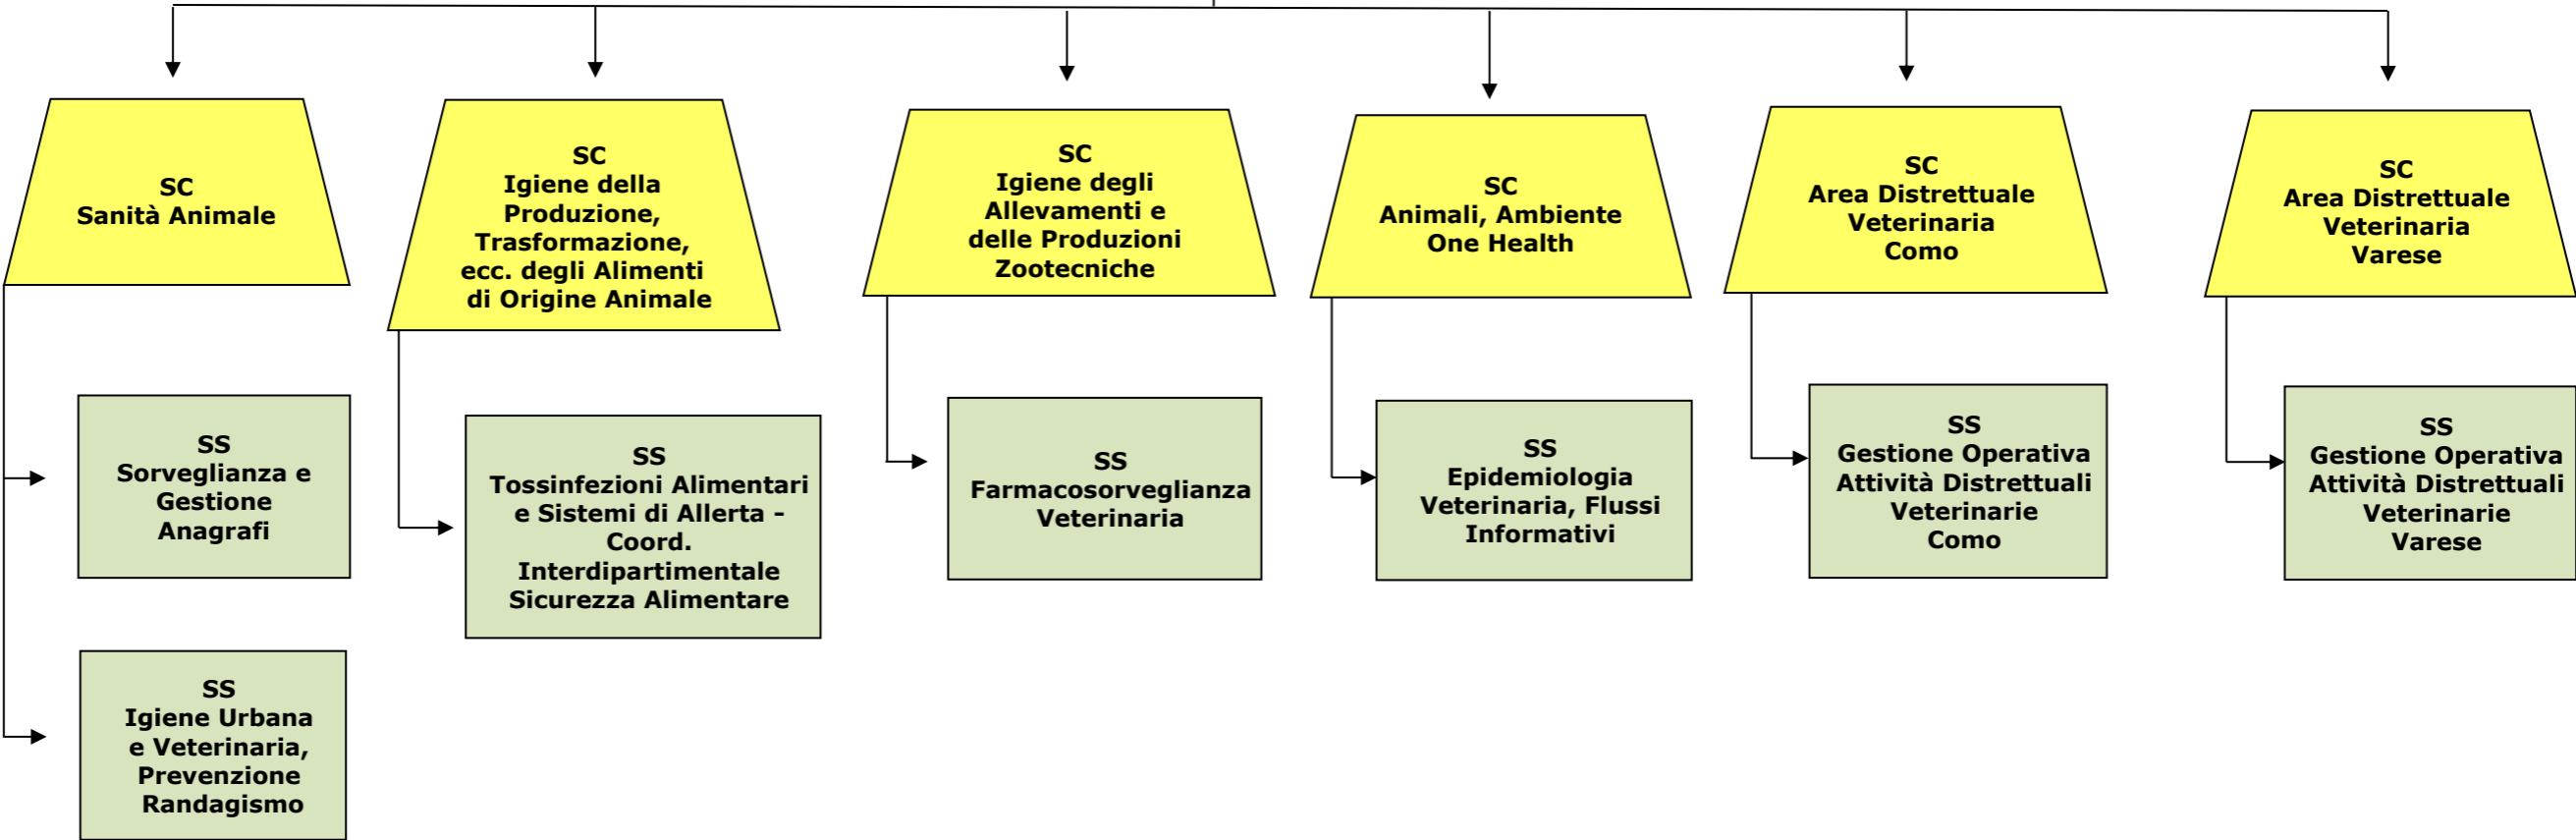 SC
Sanità Animale
SC
Igiene della
Produzione,
Trasformazione,
ecc. degli Alimenti
di Origine Animale
SC
Igiene degli
Allevamenti e
delle Produzioni
Zootecniche
SC
Animali, Ambiente
One Health
SC
Area Distrettuale
Veterinaria
Como
SC
Area Distrettuale
Veterinaria
Varese
SS
Sorveglianza e
Gestione
Anagrafi
SS
Tossinfezioni Alimentari
e Sistemi di Allerta -
Coord.
Interdipartimentale
Sicurezza Alimentare
SS
Farmacosorveglianza
Veterinaria
SS
Epidemiologia
Veterinaria, Flussi
Informativi
SS
Gestione Operativa
Attività Distrettuali
Veterinarie
Como
SS
Gestione Operativa
Attività Distrettuali
Veterinarie
Varese
SS
Igiene Urbana
e Veterinaria,
Prevenzione
Randagismo